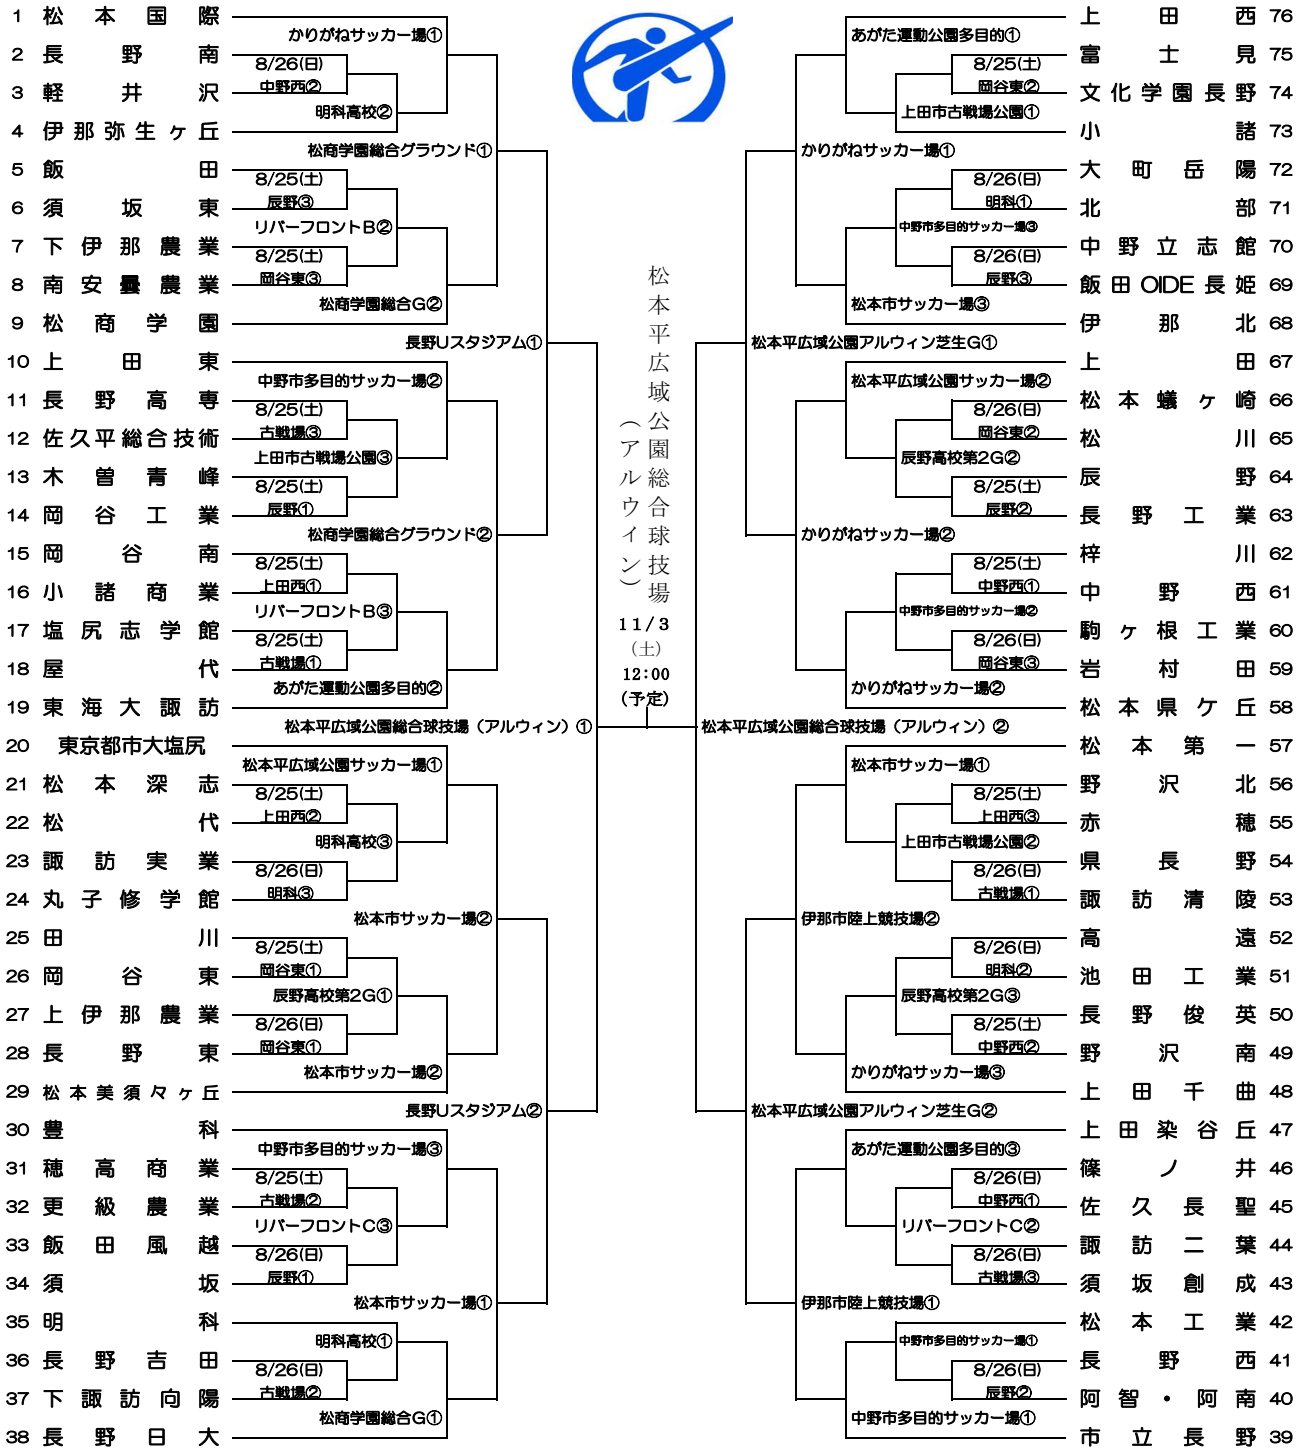 1 松本国際
かりがねサッカー場①
2 長野南
8/26(日)
中野西②
3 軽井沢
明科高校②
4 伊那弥生ヶ丘
松商学園総合グラウンド①
5 飯田
8/25(土)
辰野③
6 須坂東
リバーフロントB②
7 下伊那農業
8/25(土)
岡谷東③
8 南安曇農業
松商学園総合G②
9 松商学園
長野Uスタジアム①
10 上田東
中野市多目的サッカー場②
11 長野高専
8/25(土)
古戦場③
12 佐久平総合技術
上田市古戦場公園③
13 木曽青峰
8/25(土)
辰野①
14 岡谷工業
松商学園総合グラウンド②
15 岡谷南
8/25(土)
上田西①
16 小諸商業
リバーフロントB③
17 塩尻志学館
8/25(土)
古戦場①
18 屋代
あがた運動公園多目的②
19 東海大諏訪
松本平広域公園総合球技場（アルウィン）①
20 東京都市大塩尻
松本平広域公園サッカー場①
21 松本深志
8/25(土)
上田西②
22 松代
明科高校③
23 諏訪実業
8/26(日)
明科③
24 丸子修学館
松本市サッカー場②
25 田川
8/25(土)
岡谷東①
26 岡谷東
辰野高校第2G①
27 上伊那農業
8/26(日)
岡谷東①
28 長野東
松本市サッカー場②
29 松本美須々ヶ丘
長野Uスタジアム②
30 豊科
中野市多目的サッカー場③
31 穂高商業
8/25(土)
古戦場②
32 更級農業
リバーフロントC③
33 飯田風越
8/26(日)
辰野①
34 須坂
松本市サッカー場①
35 明科
明科高校①
36 長野吉田
8/26(日)
古戦場②
37 下諏訪向陽
松商学園総合G①
38 長野日大
松本平広域公園総合球技場
（アルウイン）
11/3
（土）
12:00
(予定)
上田西 76
あがた運動公園多目的①
富士見 75
8/25(土)
岡谷東②
文化学園長野 74
上田市古戦場公園①
小諸 73
かりがねサッカー場①
大町岳陽 72
8/26(日)
明科①
北部 71
中野市多目的サッカー場③
中野立志館 70
8/26(日)
辰野③
飯田OIDE長姫 69
松本市サッカー場③
伊那北 68
松本平広域公園アルウィン芝生G①
上田 67
松本平広域公園サッカー場②
松本蟻ヶ崎 66
8/26(日)
岡谷東②
松川 65
辰野高校第2G②
辰野 64
8/25(土)
辰野②
長野工業 63
かりがねサッカー場②
梓川 62
8/25(土)
中野西①
中野西 61
中野市多目的サッカー場②
駒ヶ根工業 60
8/26(日)
岡谷東③
岩村田 59
かりがねサッカー場②
松本県ケ丘 58
松本平広域公園総合球技場（アルウィン）②
松本第一 57
松本市サッカー場①
野沢北 56
8/25(土)
上田西③
赤穂 55
上田市古戦場公園②
県長野 54
8/26(日)
古戦場①
諏訪清陵 53
伊那市陸上競技場②
高遠 52
8/26(日)
明科②
池田工業 51
辰野高校第2G③
長野俊英 50
8/25(土)
中野西②
野沢南 49
かりがねサッカー場③
上田千曲 48
松本平広域公園アルウィン芝生G②
上田染谷丘 47
あがた運動公園多目的③
篠ノ井 46
8/26(日)
中野西①
佐久長聖 45
リバーフロントC②
諏訪二葉 44
8/26(日)
古戦場③
須坂創成 43
伊那市陸上競技場①
松本工業 42
中野市多目的サッカー場①
長野西 41
8/26(日)
辰野②
阿智・阿南 40
中野市多目的サッカー場①
市立長野 39